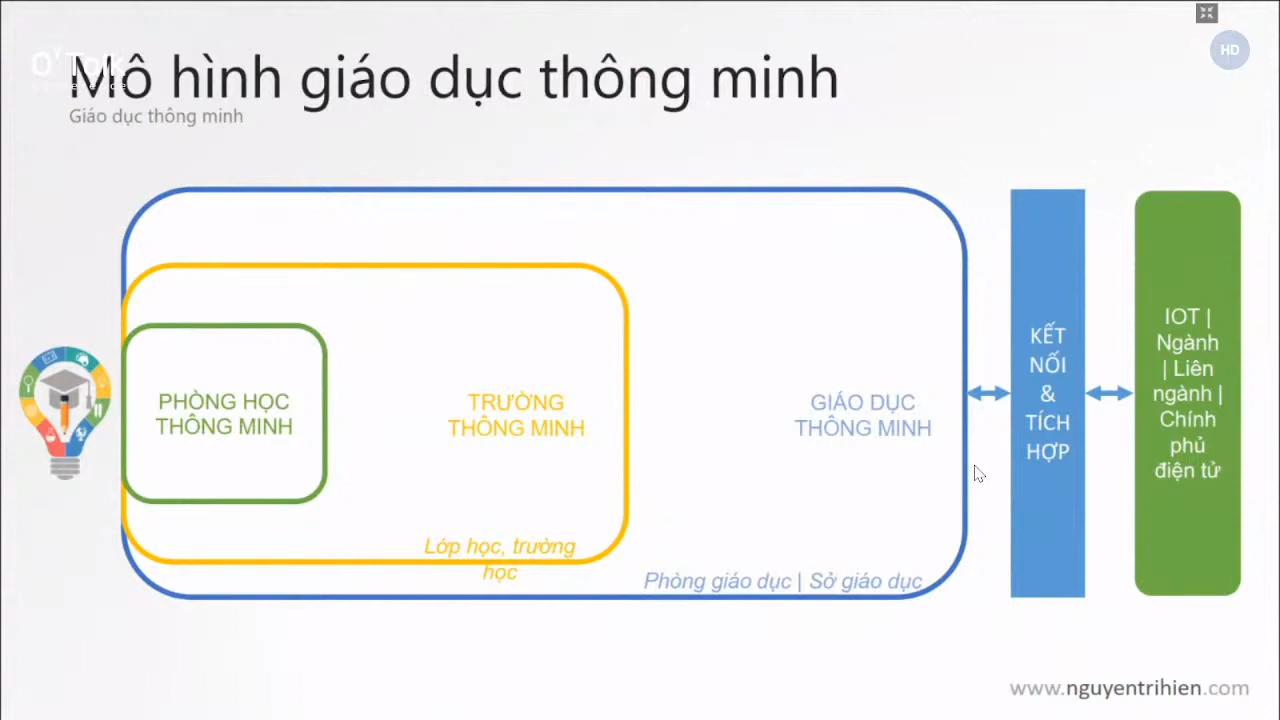 HD
Mô hình giáo dục thông minh
Giáo dục thông minh
PHÒNG HỌC
THÔNG MINH
TRƯỜNG
THÔNG MINH
GIÁO DỤC
THÔNG MINH
Lớp học, trường
học
Phòng giáo dục | Sở giáo dục
KẾT
NỐI
&
TÍCH
HỢP
IOT |
Ngành
| Liên
ngành |
Chính
phủ
điện tử
www.nguyentrihien.com